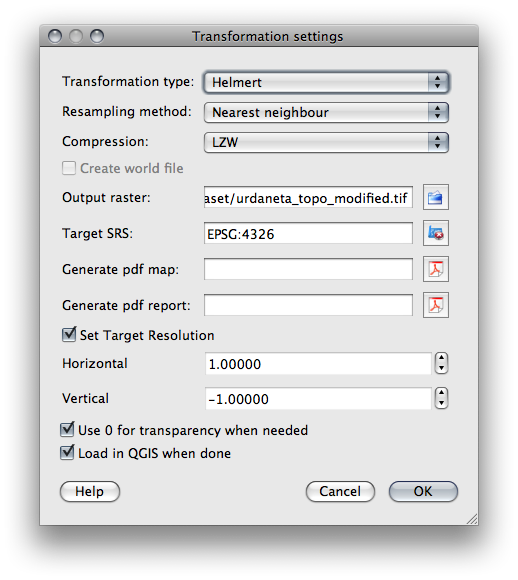 Transformation settings
Transformation type: Helmert
Resampling method: Nearest neighbour
Compression: LZW
Create world file
Output raster: aset/urdaneta_topo_modified.tif
Target SRS: EPSG:4326
Generate pdf map:
Generate pdf report:
Set Target Resolution
Horizontal 1.00000
Vertical -1.00000
Use 0 for transparency when needed
Load in QGIS when done
Help Cancel OK